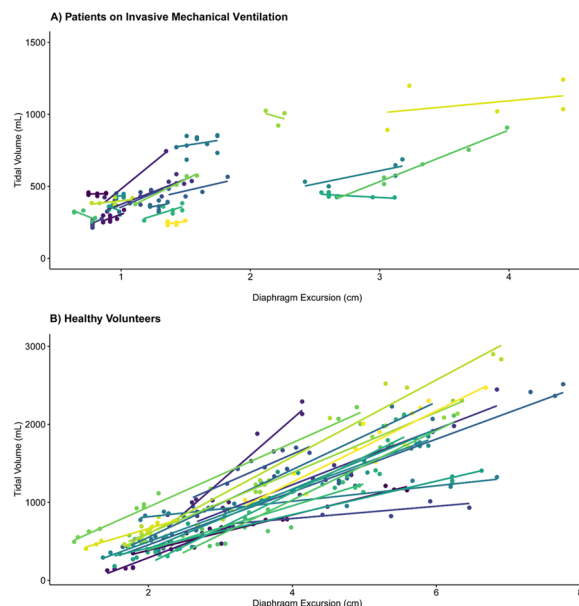 A) Patients on Invasive Mechanical Ventilation
1500
1000
500
0
Tidal Volume (mL)
1
2
3
4
Diaphragm Excursion (cm)
B) Healthy Volunteers
3000
2000
1000
0
Tidal Volume (mL)
2
4
6
8
Diaphragm Excursion (cm)